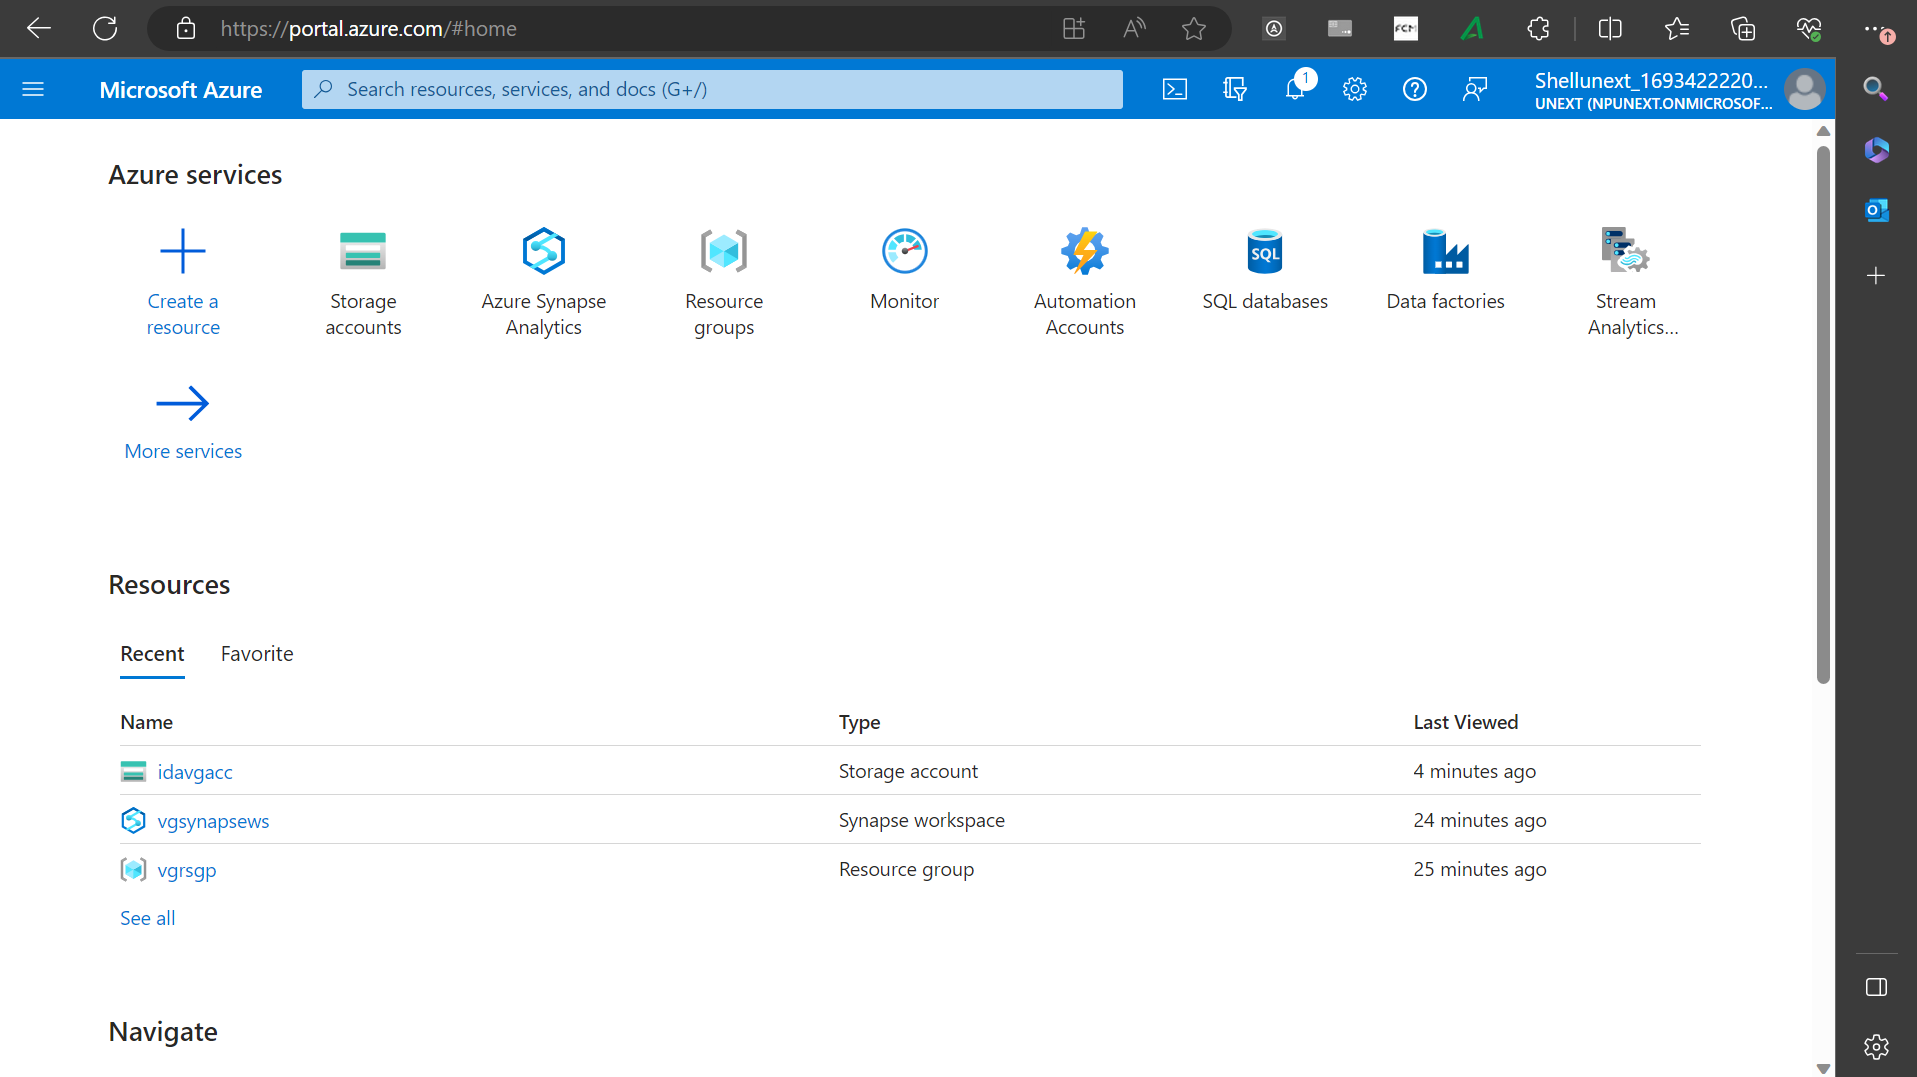 https://portal.azure.com/#home
FCM
Microsoft Azure
Search resources, services, and docs (G+/)
1
Shellunext_1693422220...
UNEXT (NPUNEXT.ONMICROSOF...
Azure services
Create a
resource
Storage
accounts
Azure Synapse
Analytics
Resource
groups
Monitor
Automation
Accounts
SQL
SQL databases
Data factories
Stream
Analytics...
More services
Resources
Recent Favorite
Name Type Last Viewed
idavgacc Storage account 4 minutes ago
vgsynapsews Synapse workspace 24 minutes ago
vgrsgp Resource group 25 minutes ago
See all
Navigate